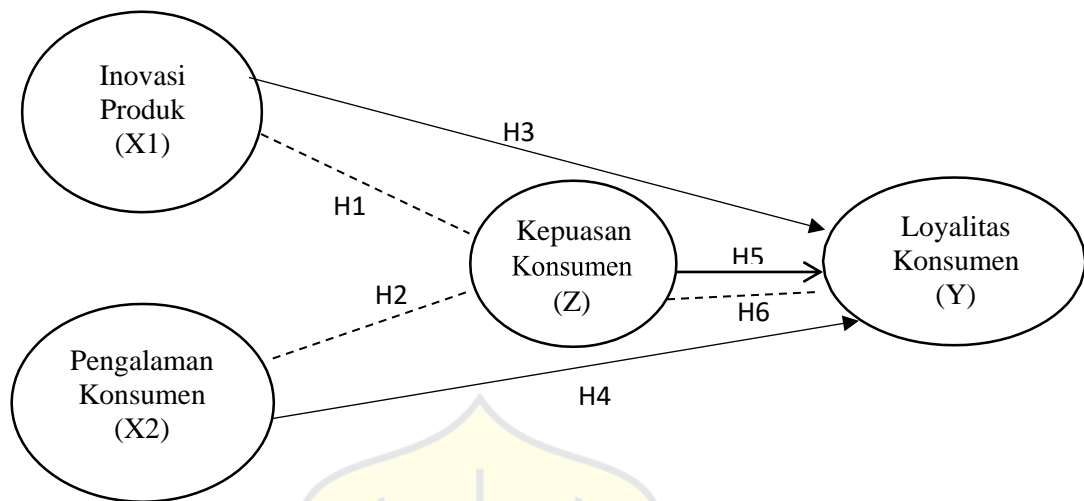 Inovasi
Produk
(X1)
H3
H1
Kepuasan
Konsumen
(Z)
H5
Loyalitas
Konsumen
(Y)
H2
H6
Pengalaman
Konsumen
(X2)
H4